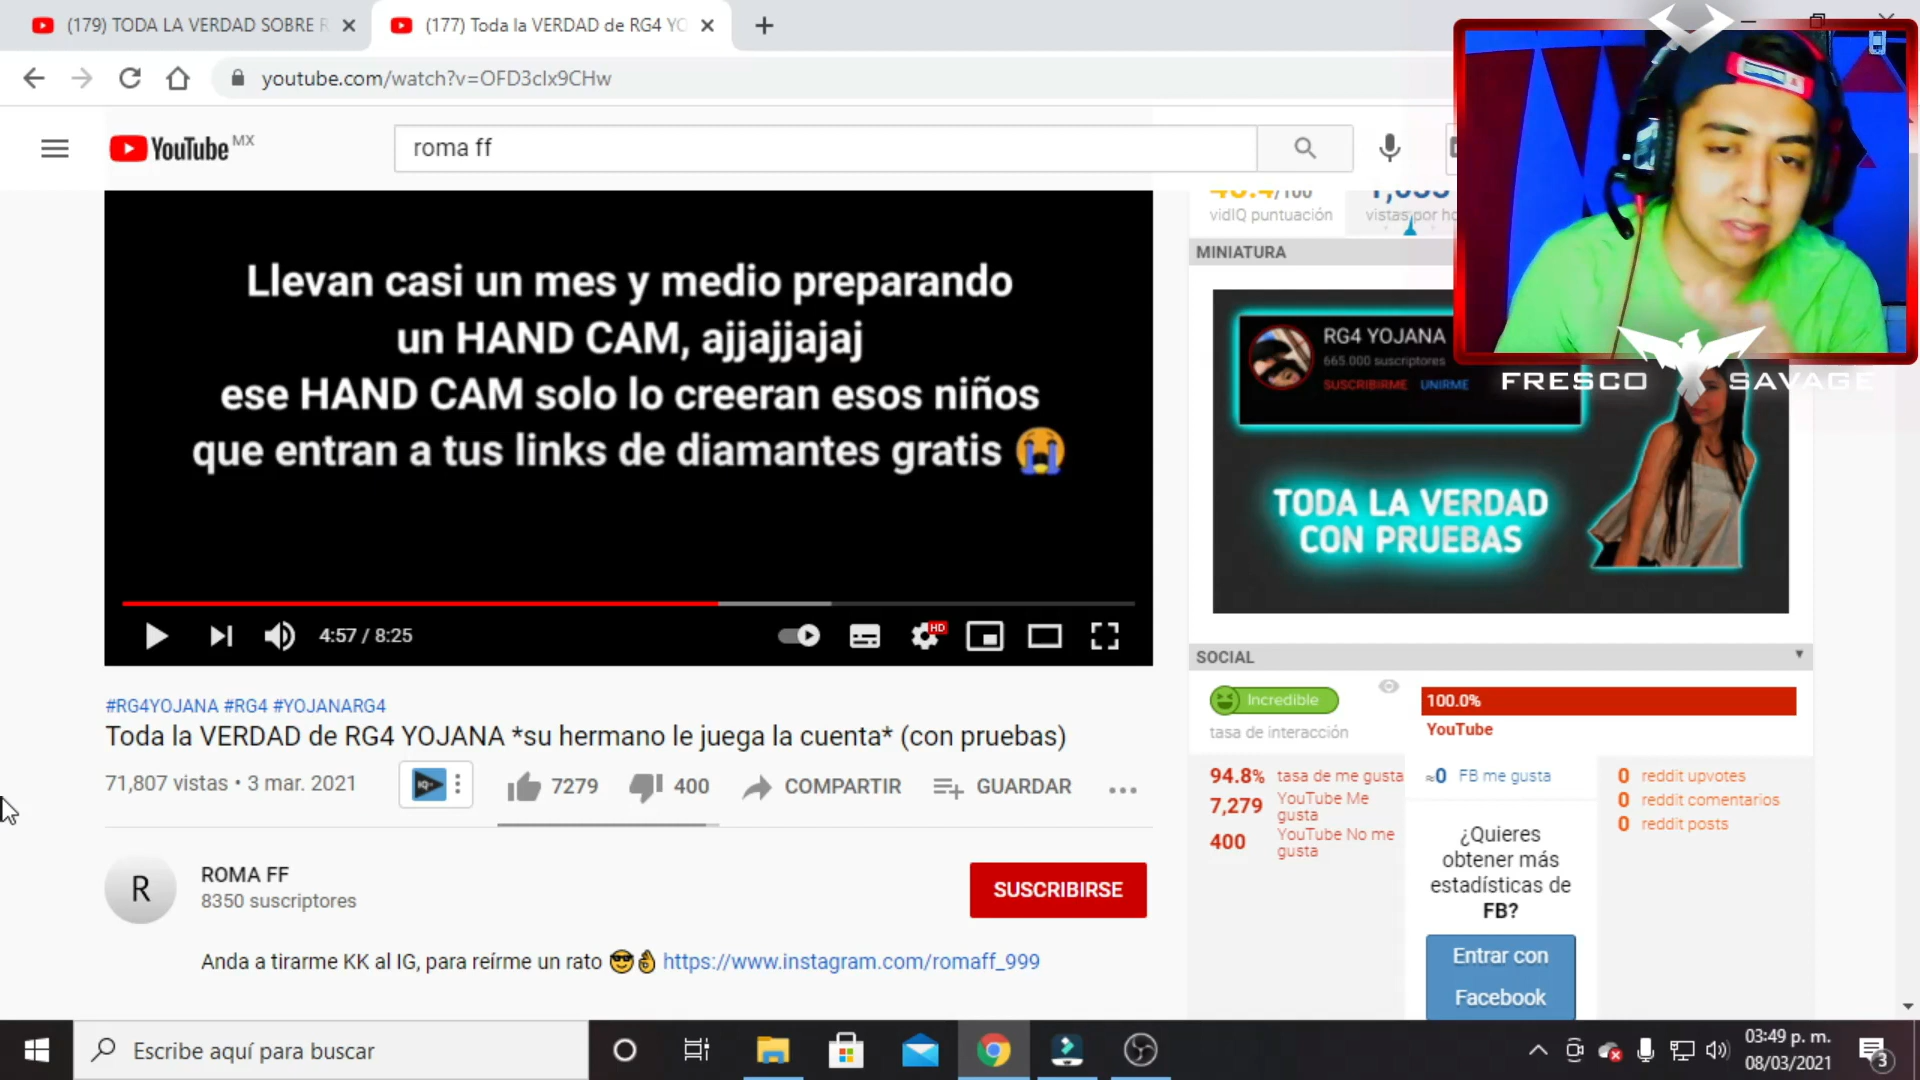 (179) TODA LA VERDAD SOBRE R
(177) Toda la VERDAD de RG4 YO
youtube.com/watch?v=OFD3cIx9CHw
YouTube MX
roma ff
/100
vidIQ puntuación
vistas por ho
MINIATURA
Llevan casi un mes y medio preparando
un HAND CAM, ajjajjajaj
ese HAND CAM solo lo creeran esos niños
que entran a tus links de diamantes gratis 😭
4:57 / 8:25
HD
RG4 YOJANA
665.000 suscriptores
SUSCRIBIRME UNIRME
TODA LA VERDAD
CON PRUEBAS
FRESCO SAVAGE
#RG4YOJANA #RG4 #YOJANARG4
Toda la VERDAD de RG4 YOJANA *su hermano le juega la cuenta* (con pruebas)
71,807 vistas • 3 mar. 2021
7279
400
COMPARTIR
GUARDAR
R
ROMA FF
8350 suscriptores
SUSCRIBIRSE
Anda a tirarme KK al IG, para reírme un rato 😎👌 https://www.instagram.com/romaff_999
SOCIAL
Incredible
tasa de interacción
100.0%
YouTube
94.8% tasa de me gusta
7,279 YouTube Me gusta
400 YouTube No me gusta
≈0 FB me gusta
¿Quieres
obtener más
estadísticas de
FB?
Entrar con
Facebook
0 reddit upvotes
0 reddit comentarios
0 reddit posts
Escribe aquí para buscar
03:49 p. m.
08/03/2021
3